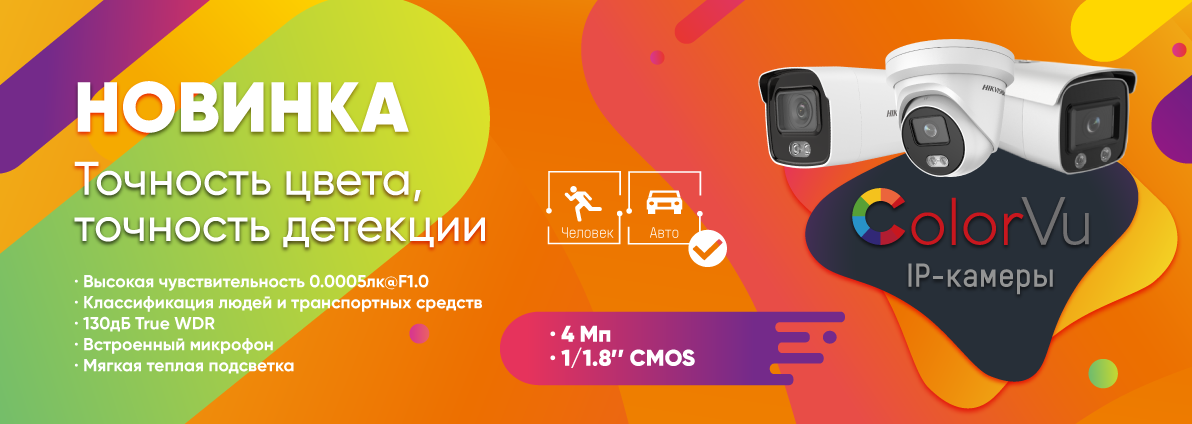 НОВИНКА
Точность цвета,
точность детекции
· Высокая чувствительность 0.0005лк@F1.0
· Классификация людей и транспортных средств
· 130дБ True WDR
· Встроенный микрофон
· Мягкая теплая подсветка
Человек
Авто
· 4 Мп
· 1/1.8″ CMOS
HIKVISION
ColorVu
IP-камеры